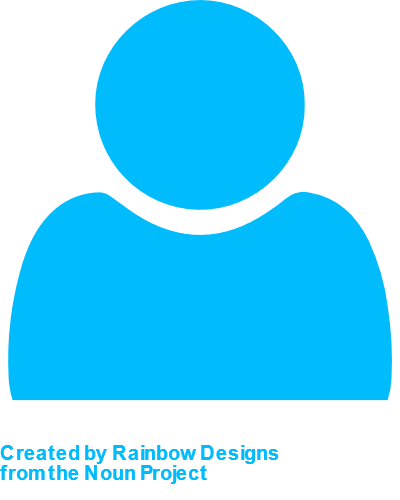 Created by Rainbow Designs
from the Noun Project